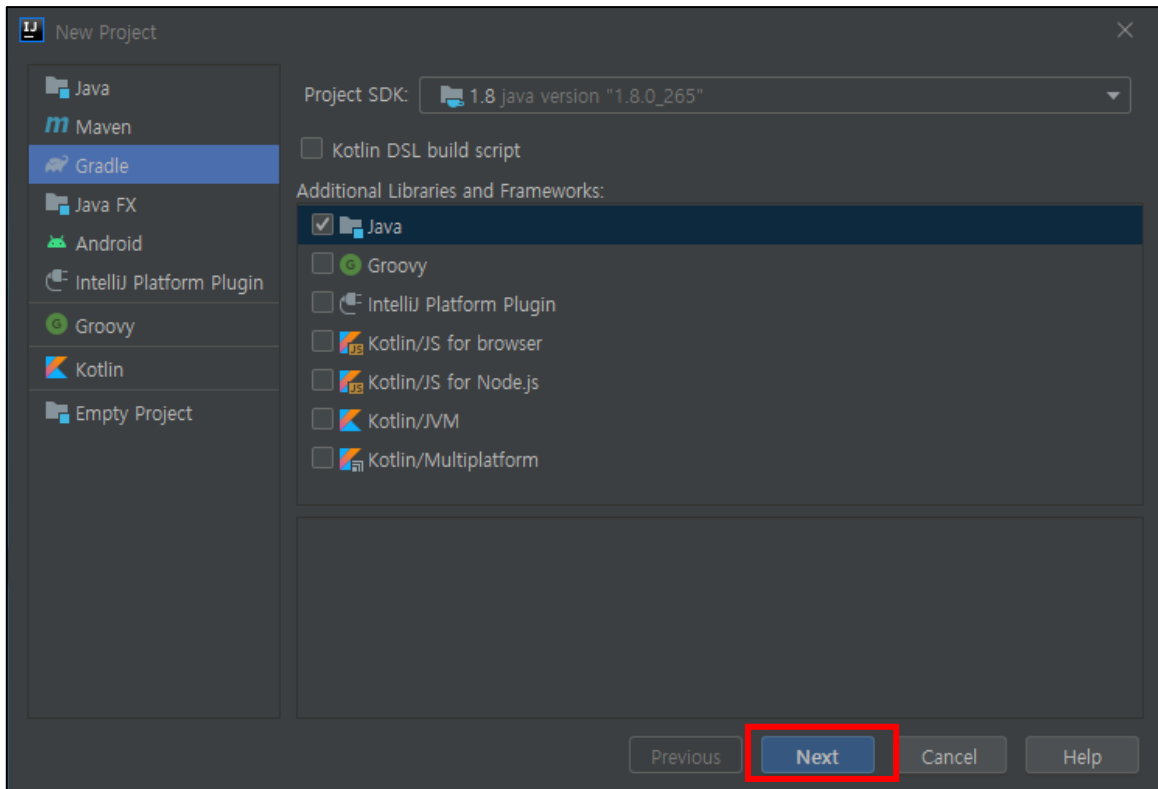 New Project
Java
Maven
Gradle
Java FX
Android
IntelliJ Platform Plugin
Groovy
Kotlin
Empty Project
Project SDK: 1.8 java version "1.8.0_265"
Kotlin DSL build script
Additional Libraries and Frameworks:
Java
Groovy
IntelliJ Platform Plugin
Kotlin/JS for browser
Kotlin/JS for Node.js
Kotlin/JVM
Kotlin/Multiplatform
Previous Next Cancel Help